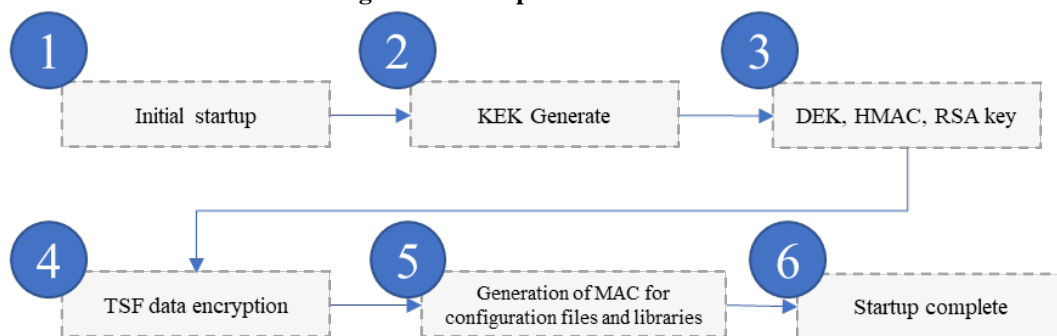 1
Initial startup
2
KEK Generate
3
DEK, HMAC, RSA key
4
TSF data encryption
5
Generation of MAC for
configuration files and libraries
6
Startup complete